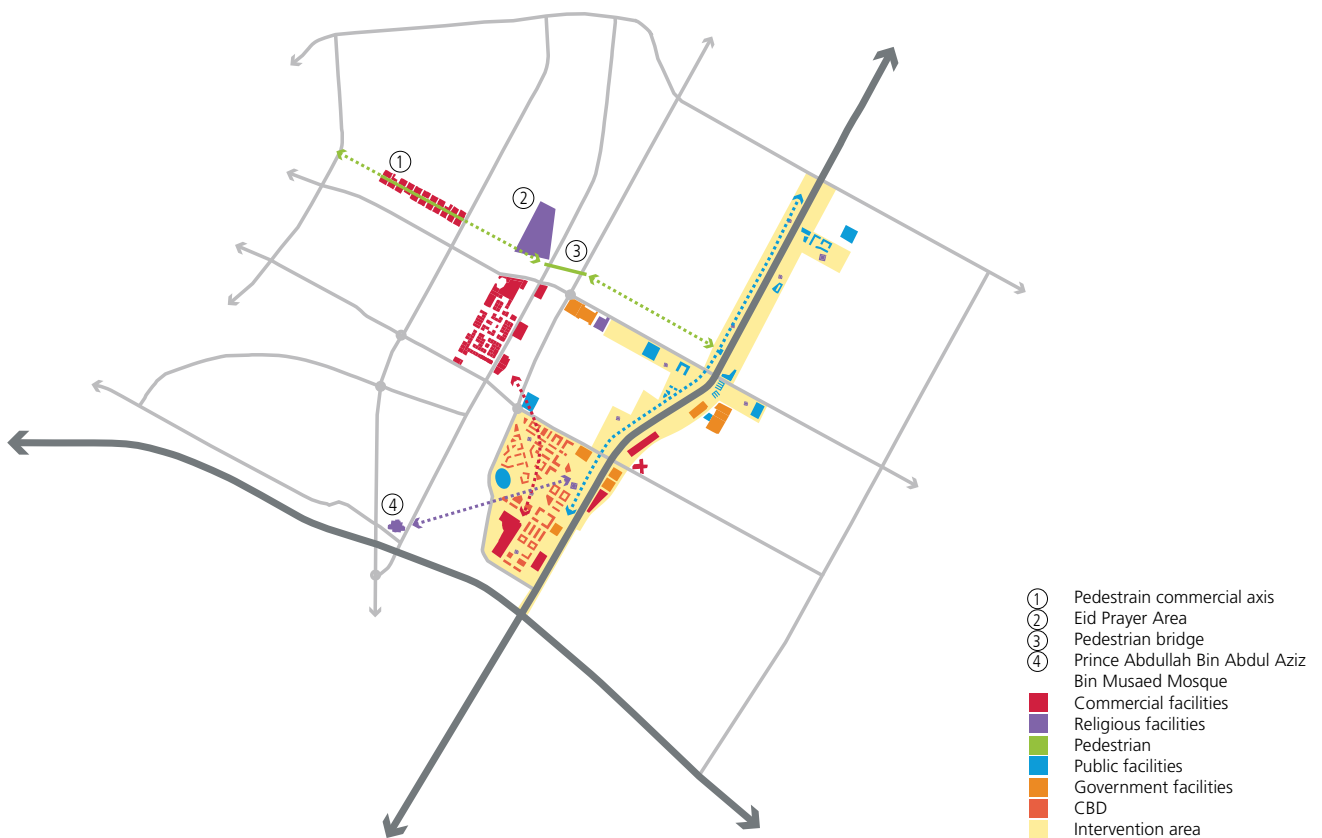 1
2
3
4
1 Pedestrain commercial axis
2 Eid Prayer Area
3 Pedestrian bridge
4 Prince Abdullah Bin Abdul Aziz
Bin Musaed Mosque
Commercial facilities
Religious facilities
Pedestrian
Public facilities
Government facilities
CBD
Intervention area